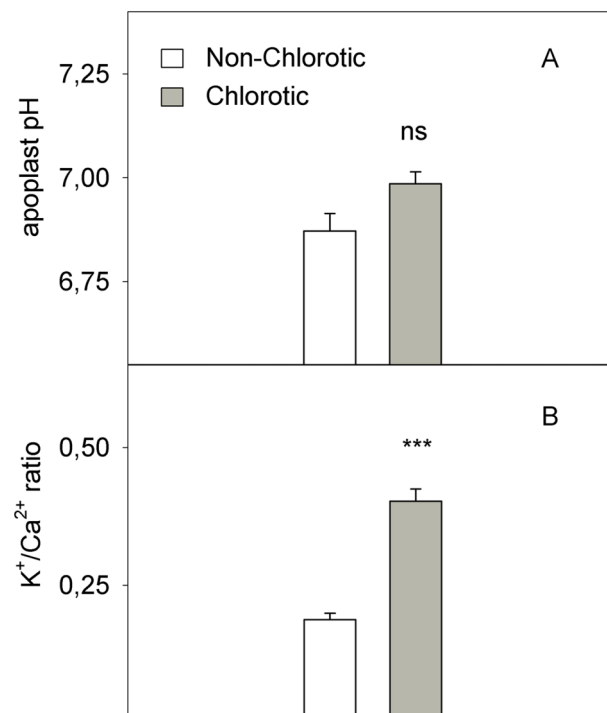 Non-Chlorotic
Chlorotic
A
ns
7,25
7,00
6,75
apoplast pH
B
***
0,50
0,25
K⁺/Ca²⁺ ratio